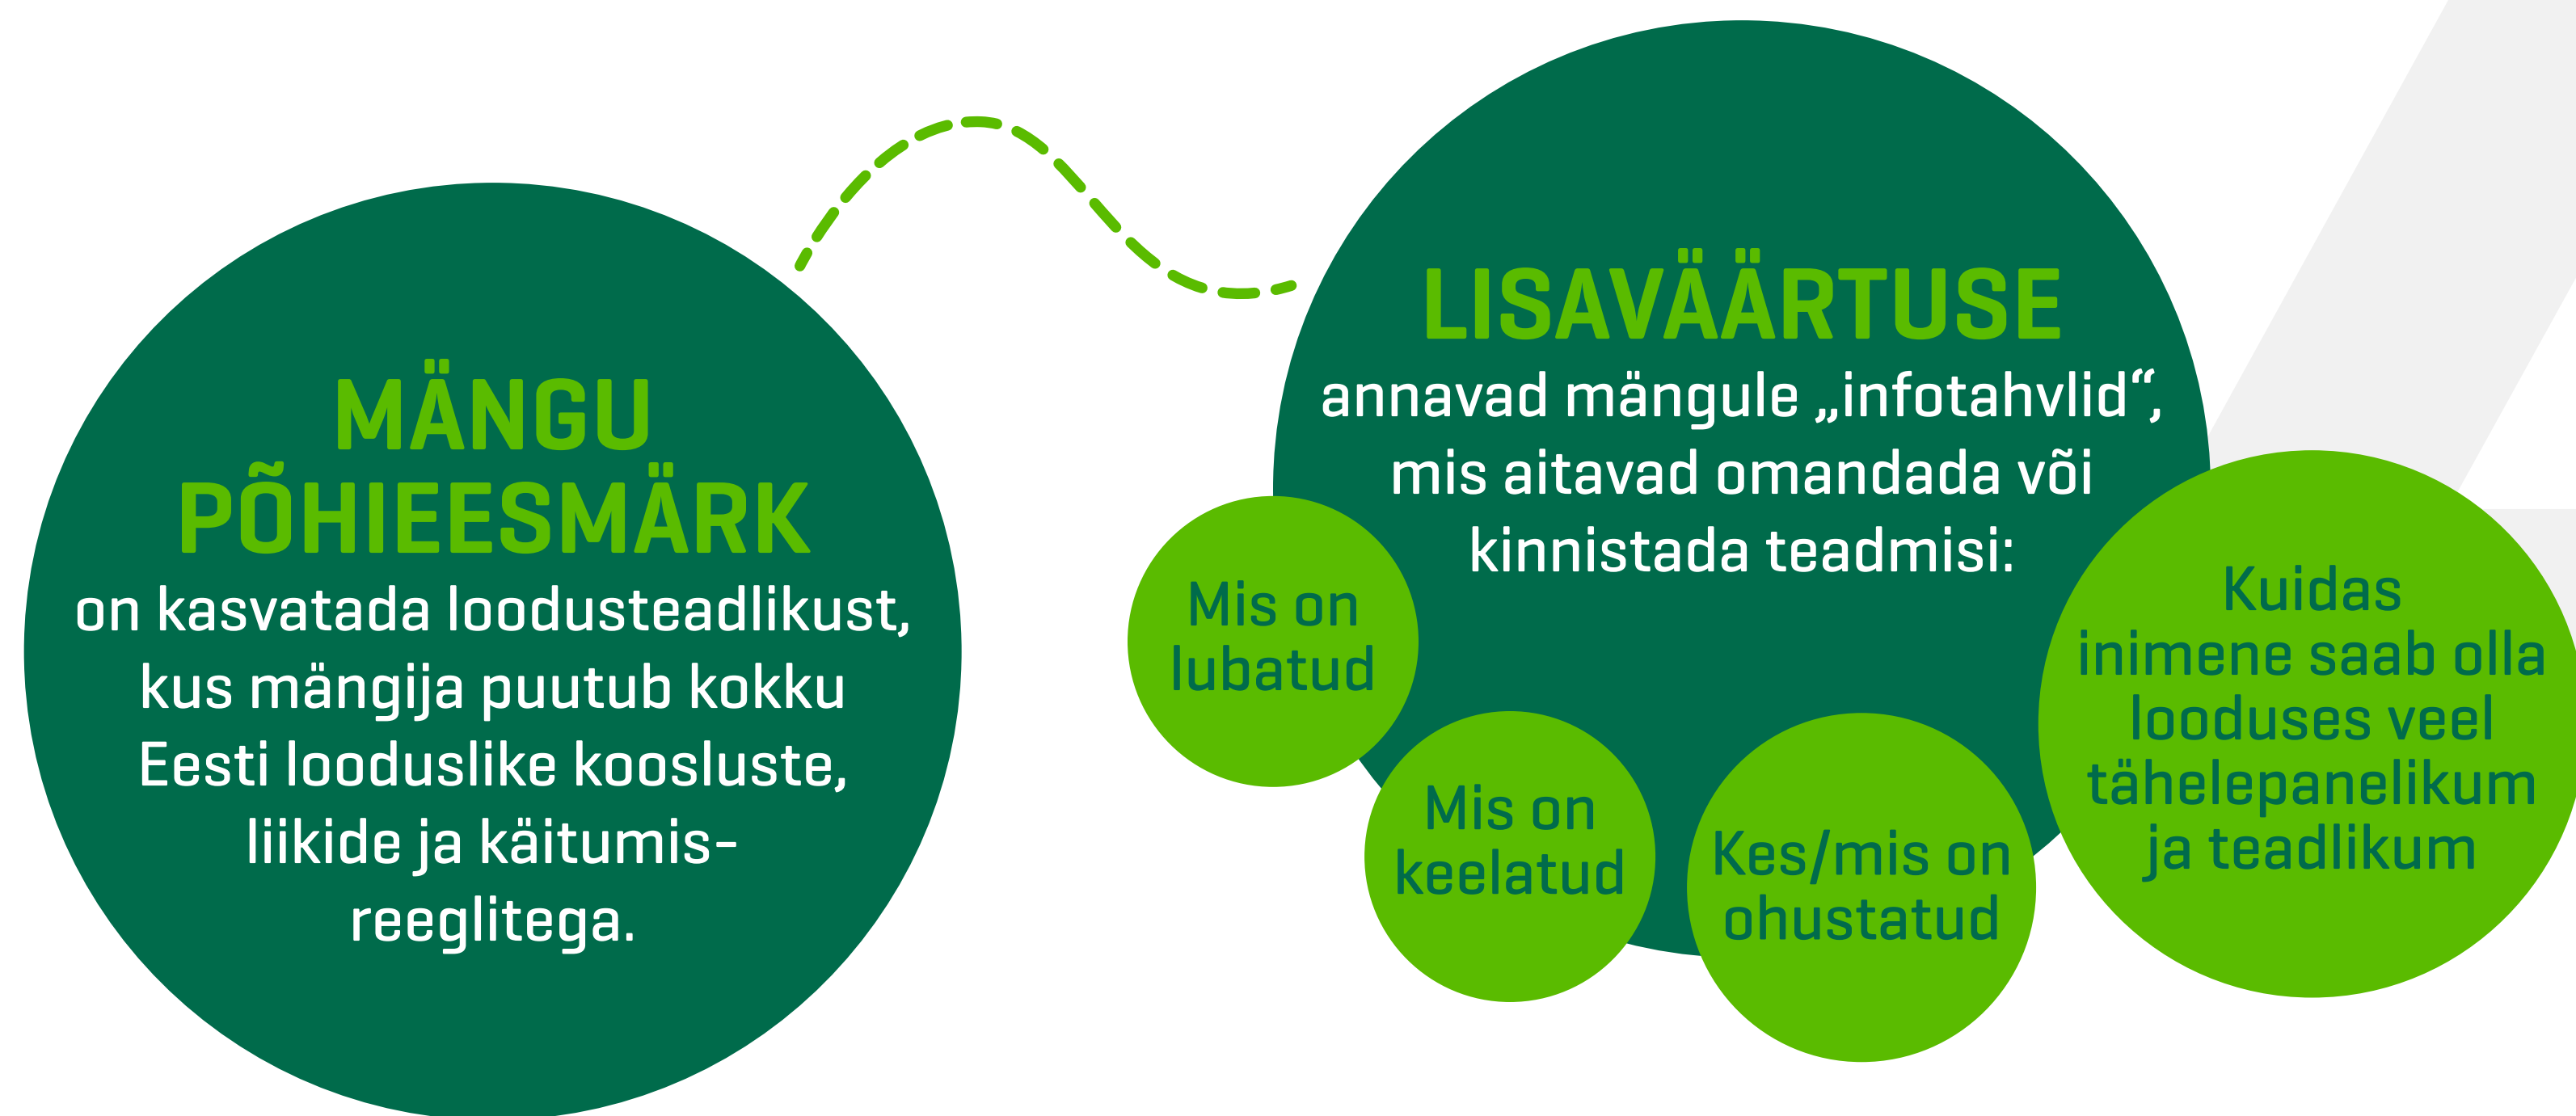 MÄNGU
PÕHIEESMÄRK
on kasvatada loodusteadlikust,
kus mängija puutub kokku
Eesti looduslike koosluste,
liikide ja käitumis-
reeglitega.
LISAVÄÄRTUSE
annavad mängule „infotahvlid“,
mis aitavad omandada või
kinnistada teadmisi:
Mis on
lubatud
Mis on
keelatud
Kes/mis on
ohustatud
Kuidas
inimene saab olla
looduses veel
tähelepanelikum
ja teadlikum